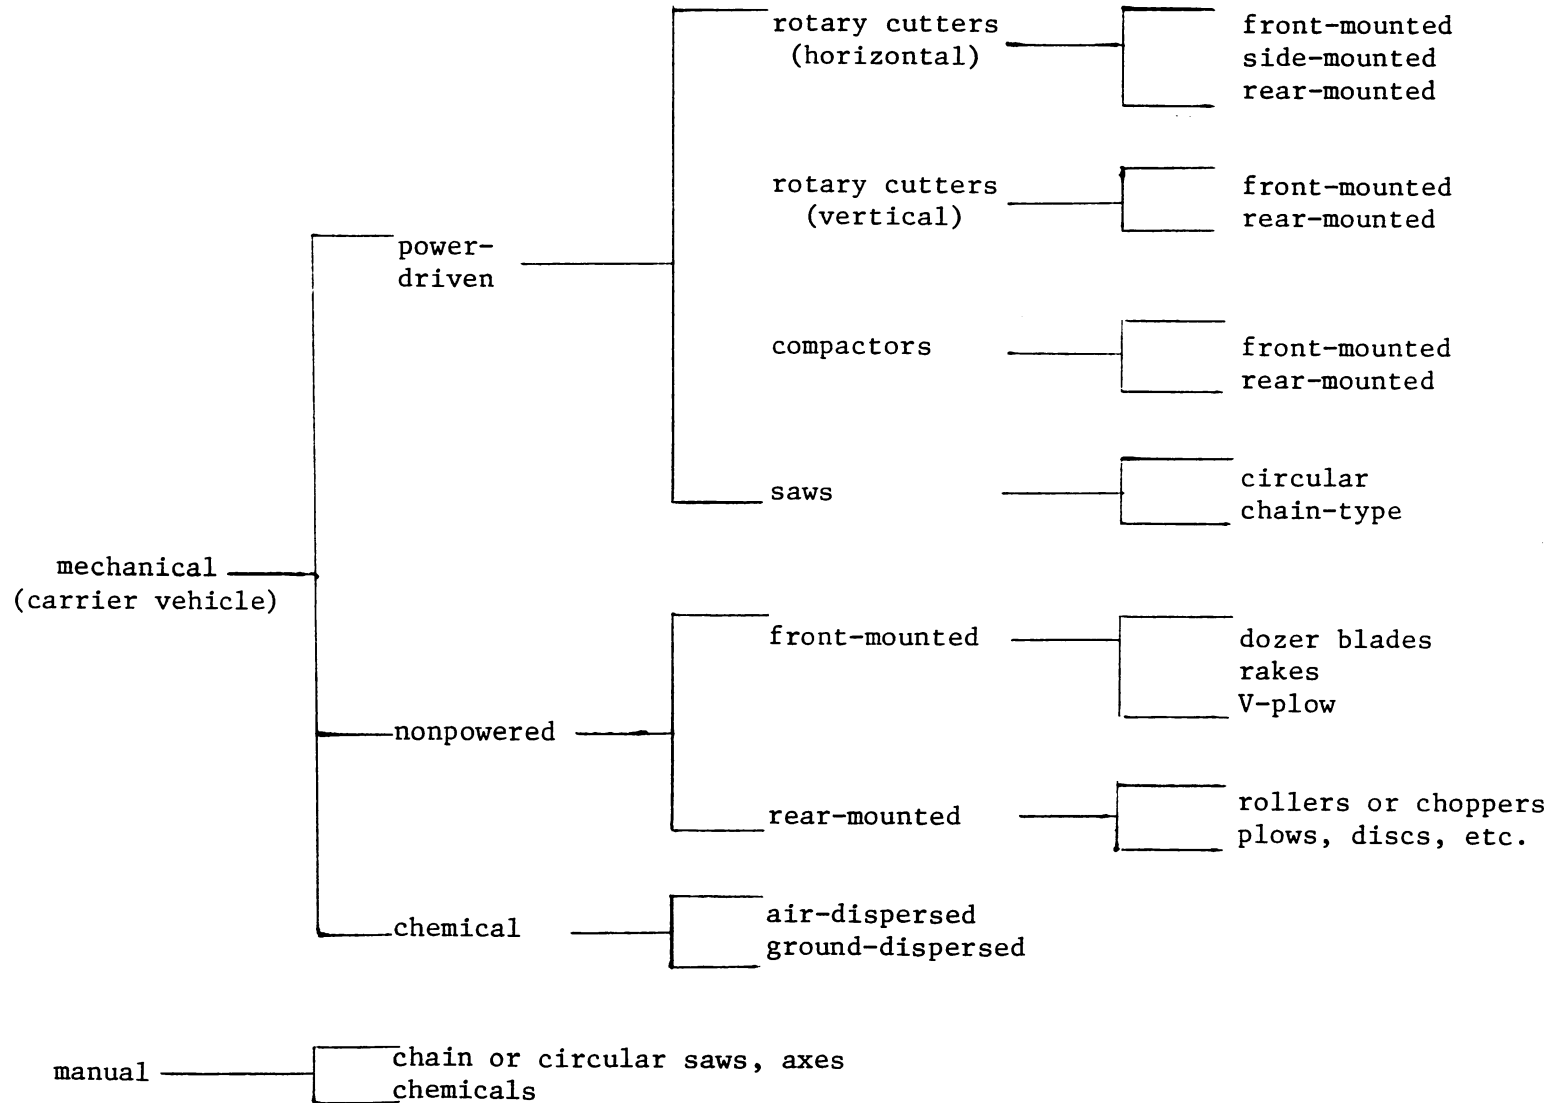 rotary cutters
(horizontal)
front-mounted
side-mounted
rear-mounted
rotary cutters
(vertical)
front-mounted
rear-mounted
power-
driven
compactors
front-mounted
rear-mounted
saws
circular
chain-type
mechanical
(carrier vehicle)
front-mounted
dozer blades
rakes
V-plow
nonpowered
rear-mounted
rollers or choppers
plows, discs, etc.
chemical
air-dispersed
ground-dispersed
manual
chain or circular saws, axes
chemicals